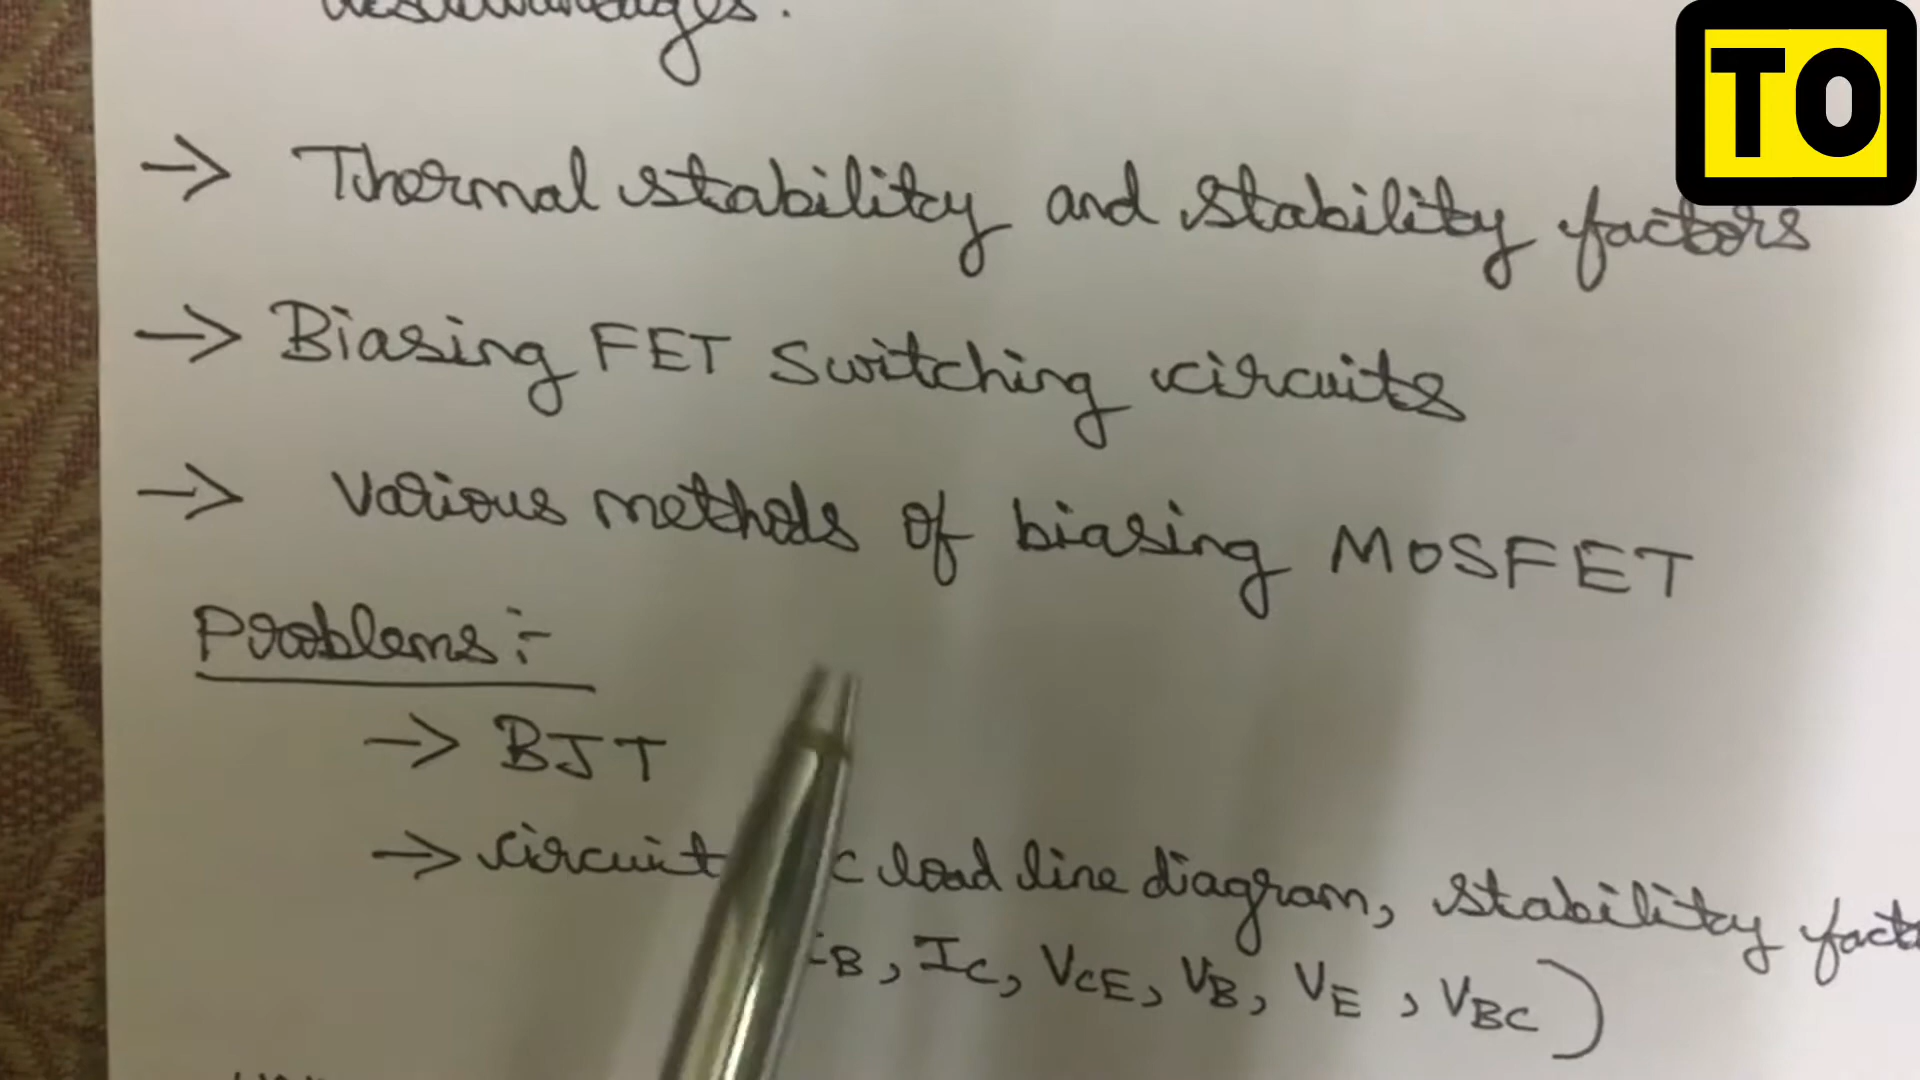 TO
disadvantages.
→ Thermal stability and stability factors
→ Biasing FET Switching circuits
→ Various methods of biasing MOSFET
Problems :-
→ BJT
→ circuit load line diagram, stability
B, IC, VCE, VB, VE, VBC)